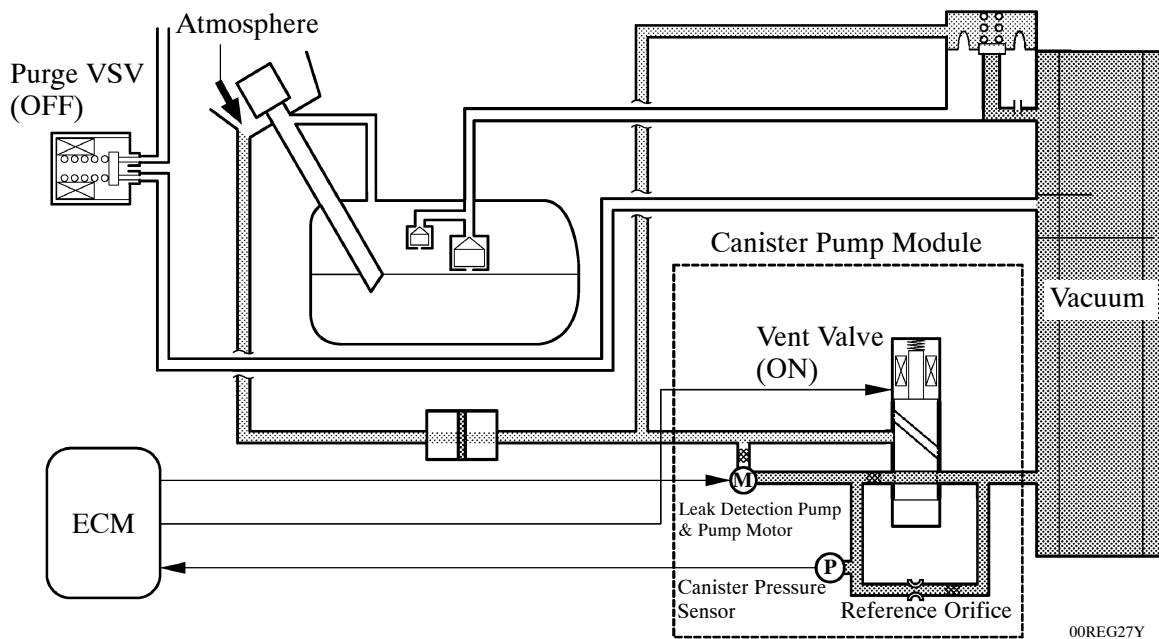 Atmosphere
Purge VSV
(OFF)
Canister Pump Module
Vacuum
Vent Valve
(ON)
ECM
M
Leak Detection Pump
& Pump Motor
P
Canister Pressure
Sensor
Reference Orifice
00REG27Y